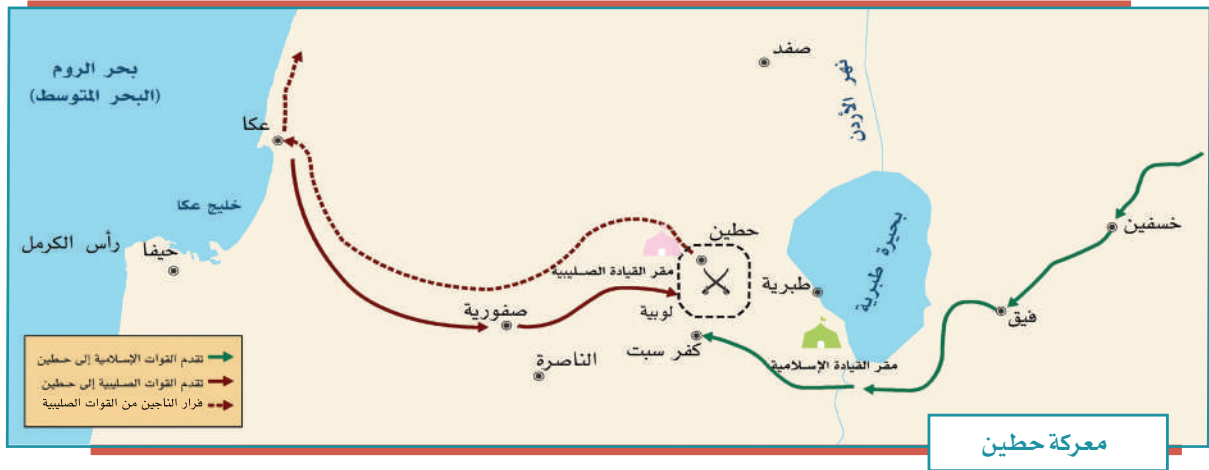 صفد
بحر الروم
(البحر المتوسط)
نهر الأردن
عكا
خليج عكا
خسفين
حطين
رأس الكرمل
حيفا
بحيرة طبرية
مقر القيادة الصليبية
طبرية
لوبية
صفورية
فيق
كفر سبت
الناصرة
مقر القيادة الإسلامية
تقدم القوات الإسلامية إلى حطين
تقدم القوات الصليبية إلى حطين
فرار الناجين من القوات الصليبية
معركة حطين